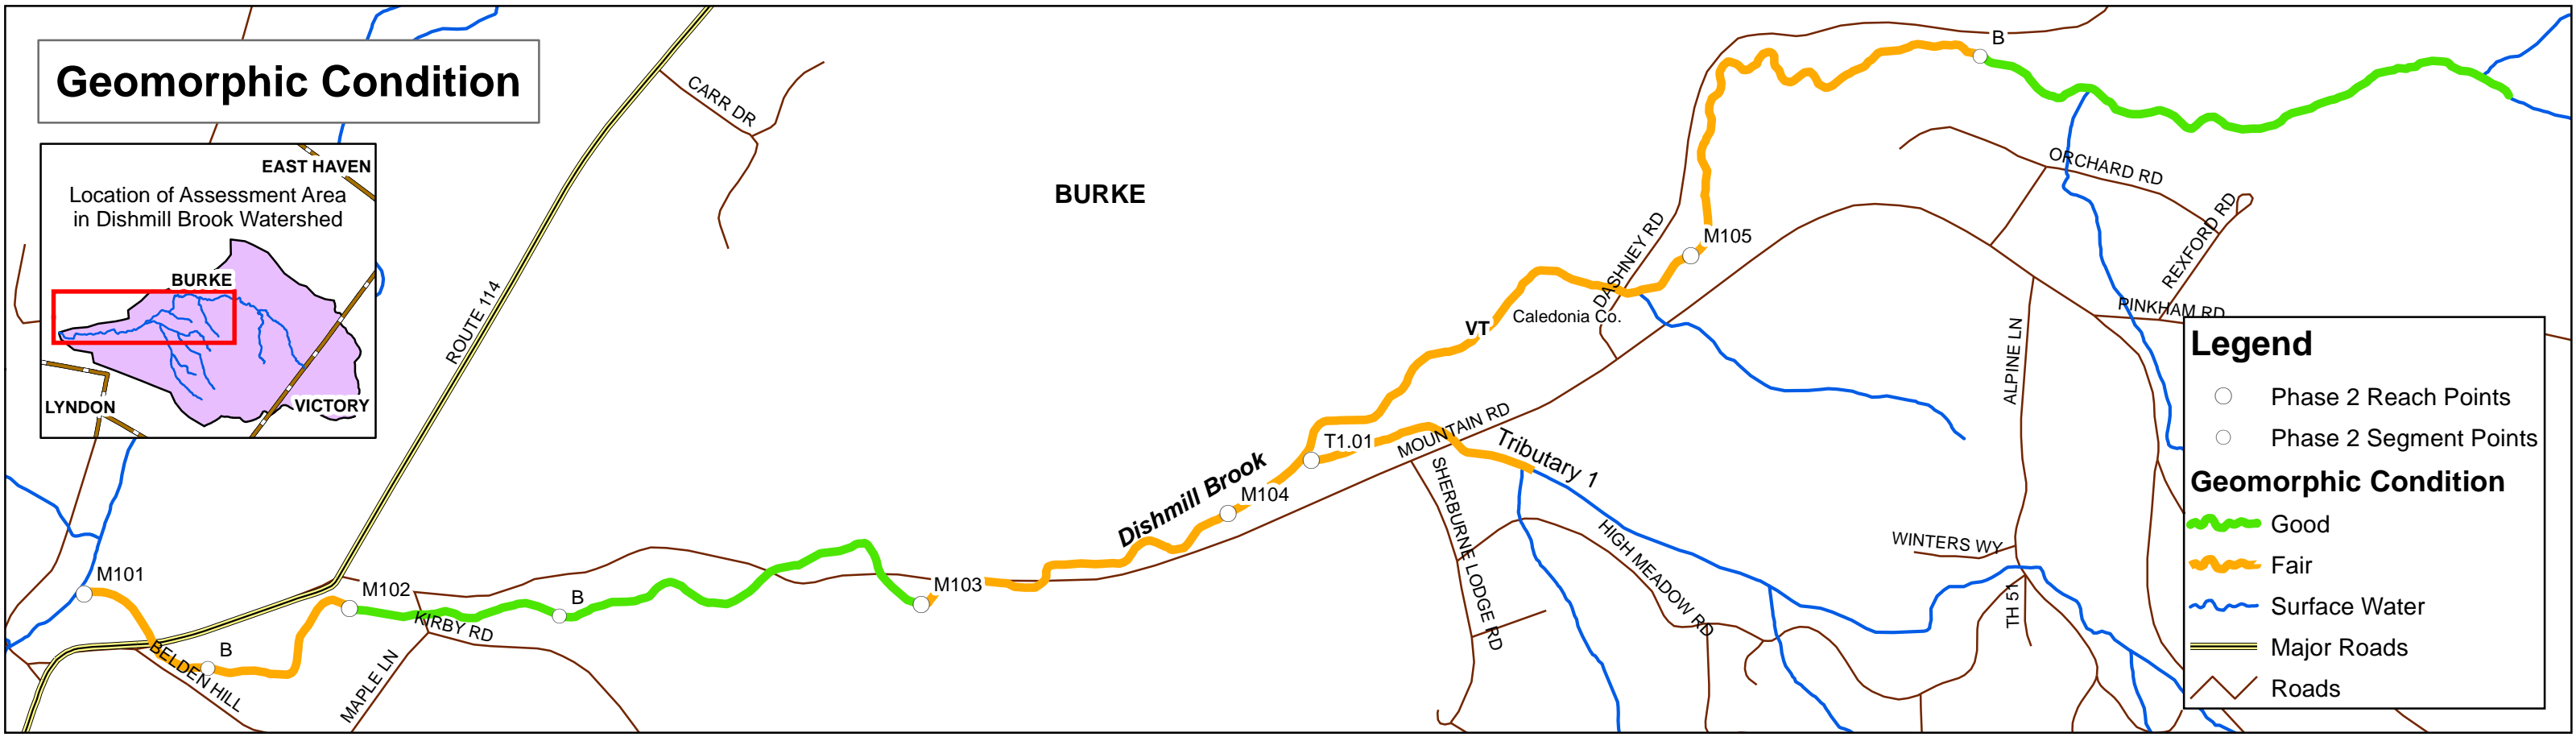 Geomorphic Condition
EAST HAVEN
Location of Assessment Area
in Dishmill Brook Watershed
BURKE
LYNDON
VICTORY
CARR DR
ROUTE 114
BURKE
B
ORCHARD RD
REXFORD RD
PINKHAM RD
DASHNEY RD
M105
Caledonia Co.
VT
ALPINE LN
T1.01
MOUNTAIN RD
Tributary 1
Dishmill Brook
M104
SHERBURNE LODGE RD
HIGH MEADOW RD
WINTERS WY
TH 51
M101
M102
B
M103
KIRBY RD
B
BELDEN HILL
MAPLE LN
Legend
Phase 2 Reach Points
Phase 2 Segment Points
Geomorphic Condition
Good
Fair
Surface Water
Major Roads
Roads